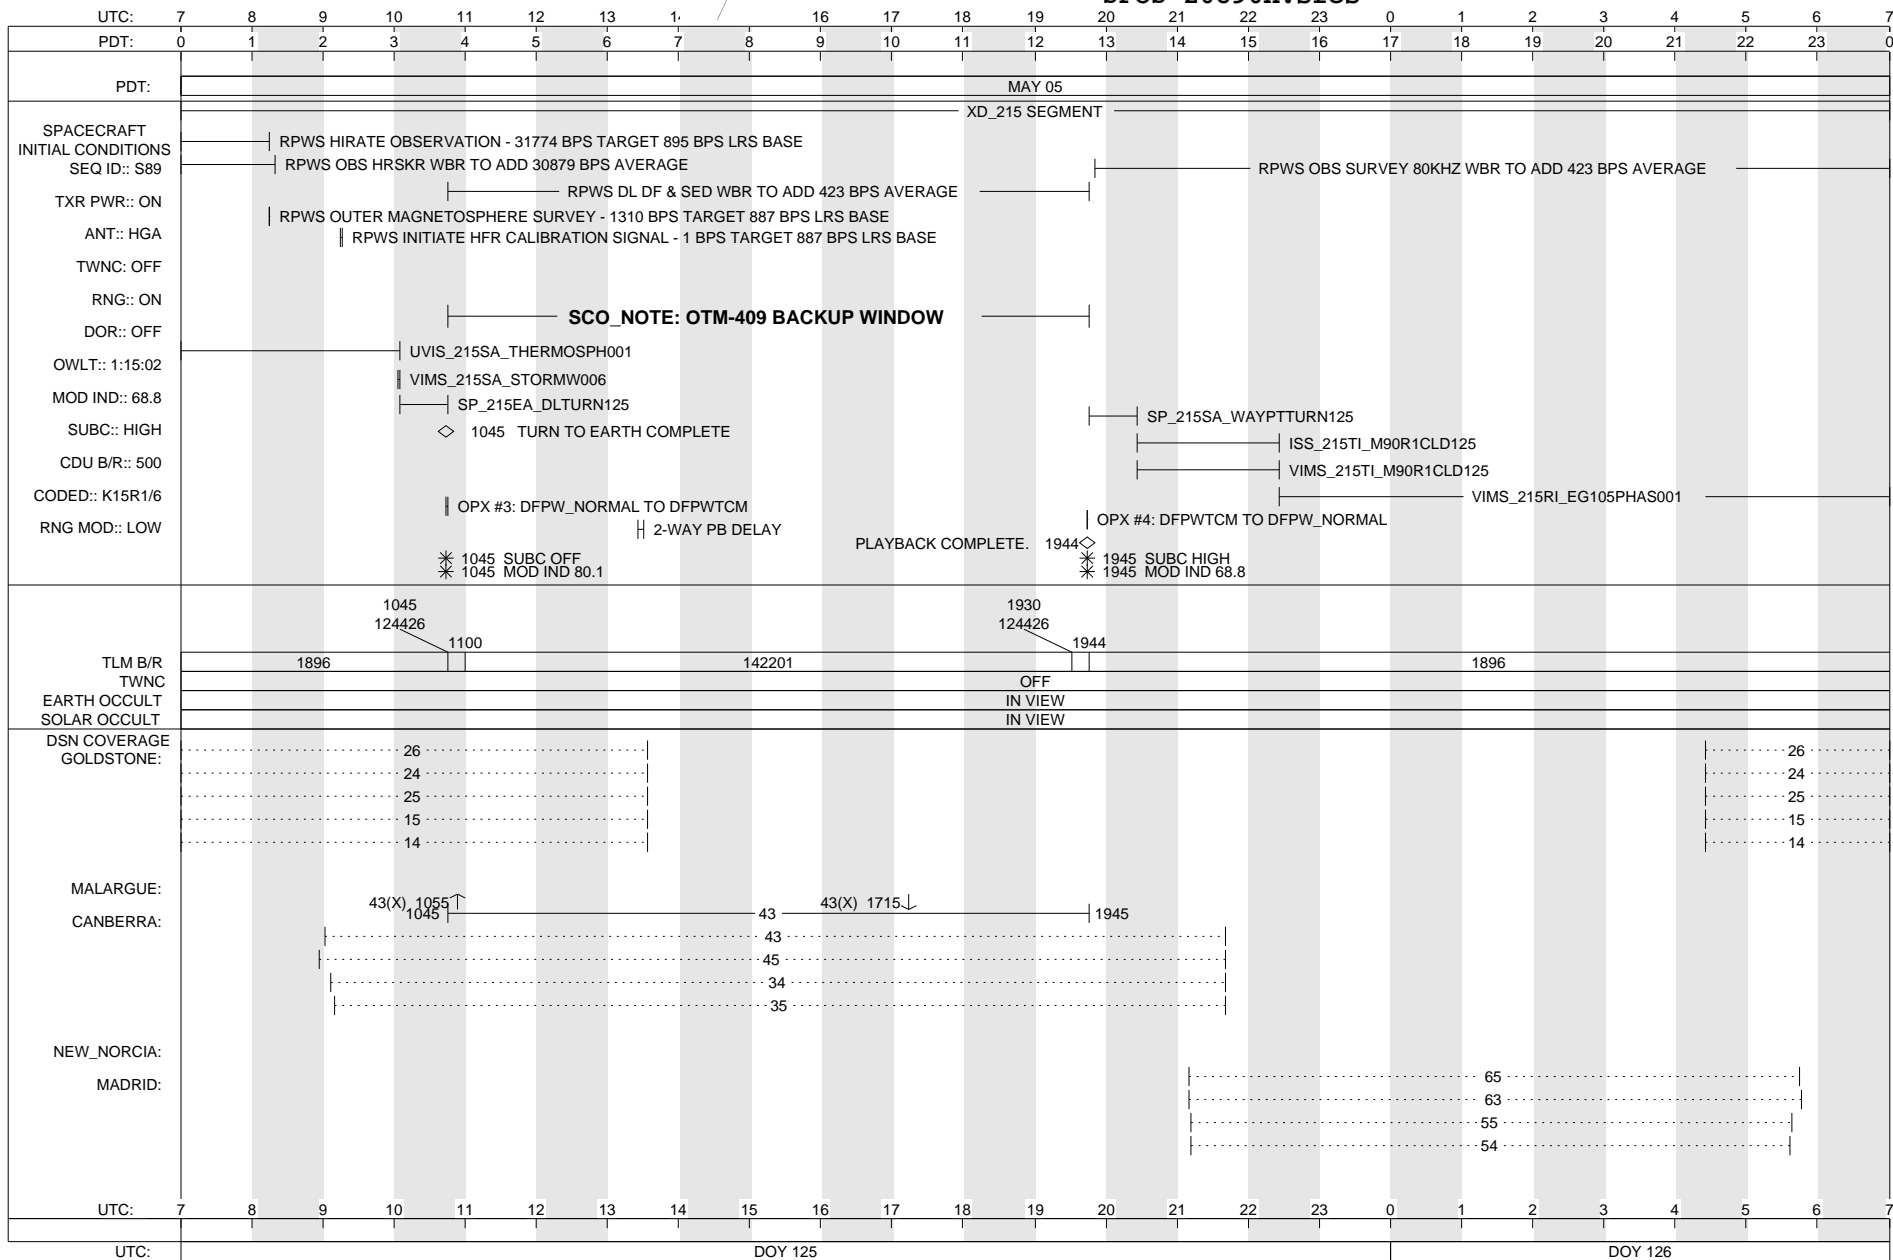 UTC: 7 8 9 10 11 12 13 16 17 18 19 20 21 22 23 0 1 2 3 4 5 6 7
PDT: 0 1 2 3 4 5 6 7 8 9 10 11 12 13 14 15 16 17 18 19 20 21 22 23 0
PDT: MAY 05
XD_215 SEGMENT
SPACECRAFT
INITIAL CONDITIONS
SEQ ID:: S89
TXR PWR:: ON
ANT:: HGA
TWNC: OFF
RNG:: ON
DOR:: OFF
OWLT:: 1:15:02
MOD IND:: 68.8
SUBC:: HIGH
CDU B/R:: 500
CODED:: K15R1/6
RNG MOD:: LOW
RPWS HIRATE OBSERVATION - 31774 BPS TARGET 895 BPS LRS BASE
RPWS OBS HRSKR WBR TO ADD 30879 BPS AVERAGE
RPWS OBS SURVEY 80KHZ WBR TO ADD 423 BPS AVERAGE
RPWS DL DF & SED WBR TO ADD 423 BPS AVERAGE
RPWS OUTER MAGNETOSPHERE SURVEY - 1310 BPS TARGET 887 BPS LRS BASE
RPWS INITIATE HFR CALIBRATION SIGNAL - 1 BPS TARGET 887 BPS LRS BASE
SCO_NOTE: OTM-409 BACKUP WINDOW
UVIS_215SA_THERMOSPH001
VIMS_215SA_STORMW006
SP_215EA_DLTURN125
SP_215SA_WAYPTTURN125
1045 TURN TO EARTH COMPLETE
ISS_215TI_M90R1CLD125
VIMS_215TI_M90R1CLD125
VIMS_215RI_EG105PHAS001
OPX #3: DFPW_NORMAL TO DFPWTCM
OPX #4: DFPWTCM TO DFPW_NORMAL
2-WAY PB DELAY
PLAYBACK COMPLETE. 1944
1045 SUBC OFF
1945 SUBC HIGH
1045 MOD IND 80.1
1945 MOD IND 68.8
1045 1930
124426 124426
1100 1944
TLM B/R 1896 142201 1896
TWNC OFF
EARTH OCCULT IN VIEW
SOLAR OCCULT IN VIEW
DSN COVERAGE
GOLDSTONE:
26 26
24 24
25 25
15 15
14 14
MALARGUE:
43(X) 1055 43(X) 1715
CANBERRA:
1045 43 1945
43
45
34
35
NEW_NORCIA:
MADRID:
65
63
55
54
UTC: 7 8 9 10 11 12 13 14 15 16 17 18 19 20 21 22 23 0 1 2 3 4 5 6 7
UTC: DOY 125 DOY 126